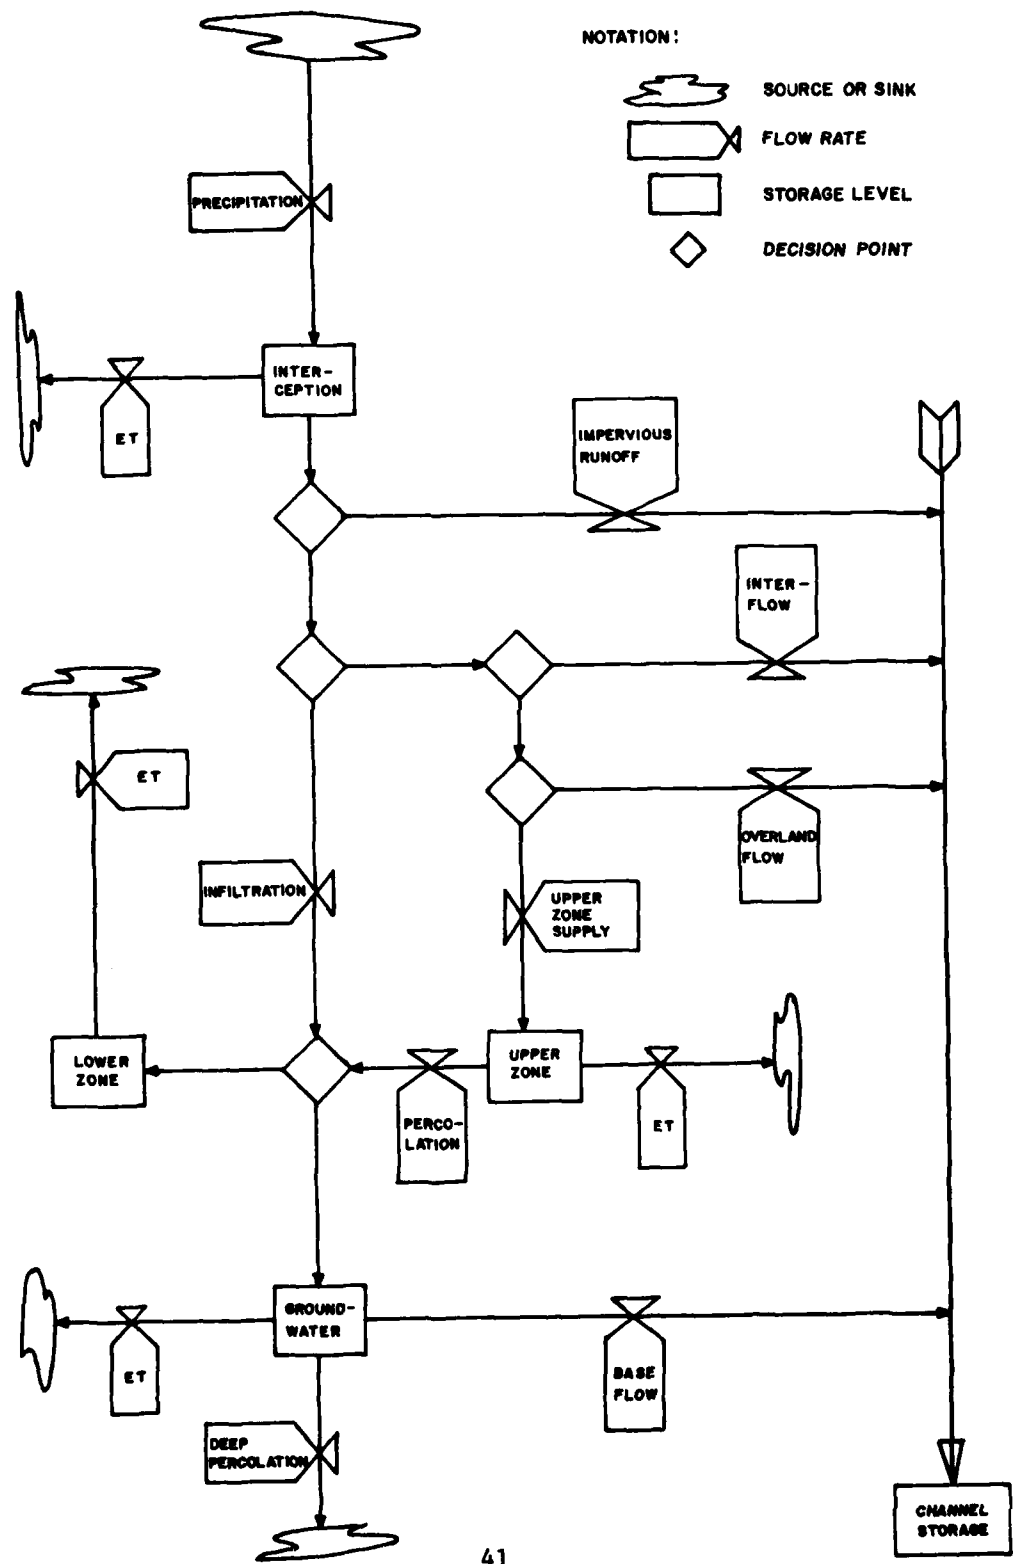 NOTATION:
SOURCE OR SINK
FLOW RATE
STORAGE LEVEL
DECISION POINT
PRECIPITATION
INTER-
CEPTION
ET
IMPERVIOUS
RUNOFF
INTER-
FLOW
ET
OVERLAND
FLOW
INFILTRATION
UPPER
ZONE
SUPPLY
LOWER
ZONE
UPPER
ZONE
PERCO-
LATION
ET
GROUND-
WATER
ET
BASE
FLOW
DEEP
PERCOLATION
CHANNEL
STORAGE
41